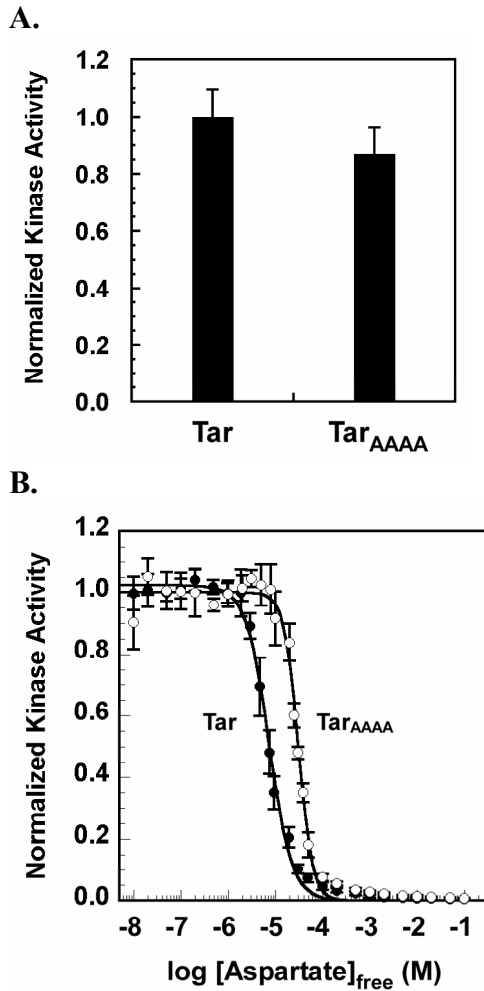 A.
Normalized Kinase Activity
1.2
1.0
0.8
0.6
0.4
0.2
0.0
Tar
TarAAAA
B.
Normalized Kinase Activity
1.2
1.0
0.8
0.6
0.4
0.2
0.0
Tar
TarAAAA
-8 -7 -6 -5 -4 -3 -2 -1
log [Aspartate]free (M)